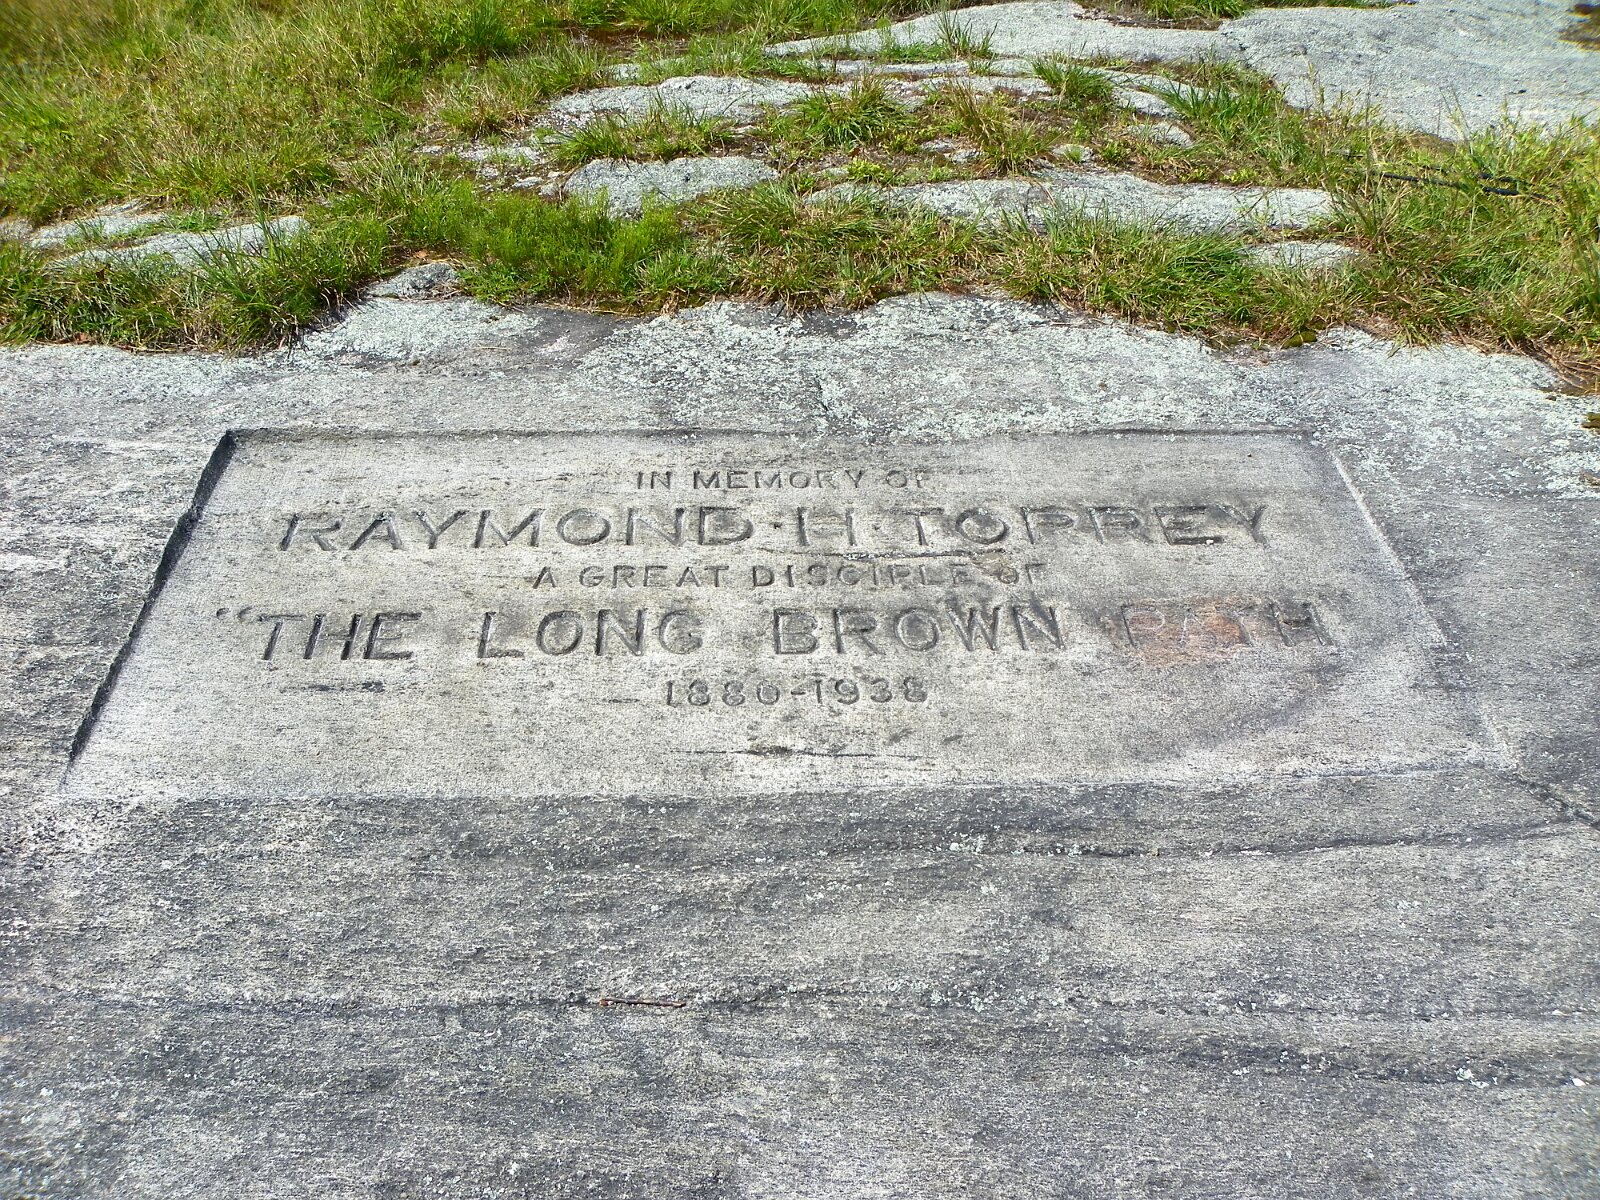 IN MEMORY OF
RAYMOND·H·TORREY
A GREAT DISCIPLE OF
"THE LONG BROWN PATH
1880-1938